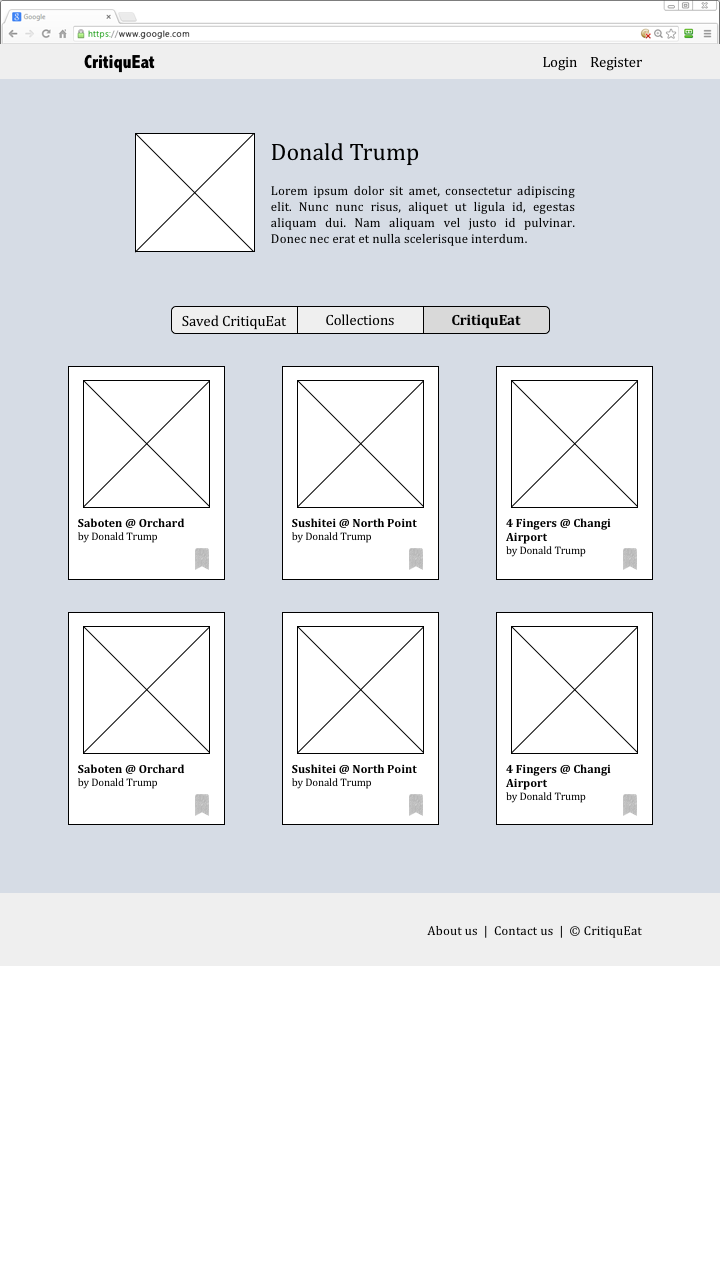 Google
https://www.google.com
CritiquEat
Login Register
Donald Trump
Lorem ipsum dolor sit amet, consectetur adipiscing
elit. Nunc nunc risus, aliquet ut ligula id, egestas
aliquam dui. Nam aliquam vel justo id pulvinar.
Donec nec erat et nulla scelerisque interdum.
Saved CritiquEat Collections CritiquEat
Saboten @ Orchard
by Donald Trump
Sushitei @ North Point
by Donald Trump
4 Fingers @ Changi
Airport
by Donald Trump
Saboten @ Orchard
by Donald Trump
Sushitei @ North Point
by Donald Trump
4 Fingers @ Changi
Airport
by Donald Trump
About us | Contact us | © CritiquEat